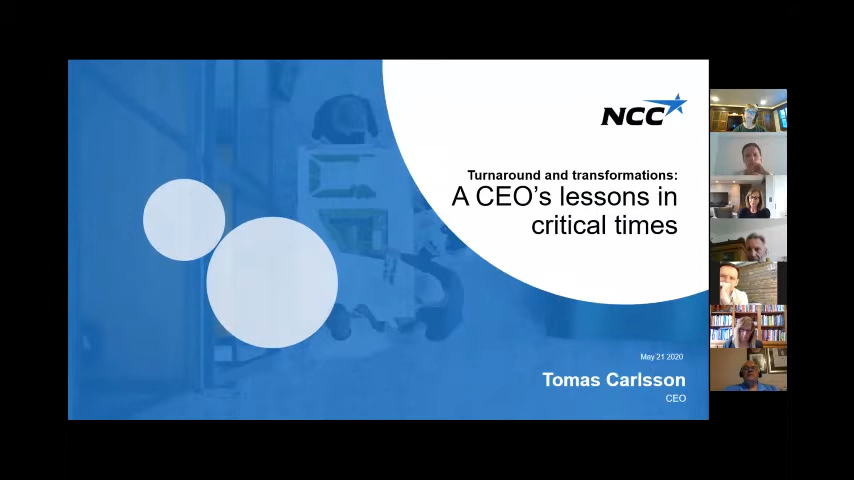 NCC
Turnaround and transformations:
A CEO's lessons in
critical times
May 21 2020
Tomas Carlsson
CEO